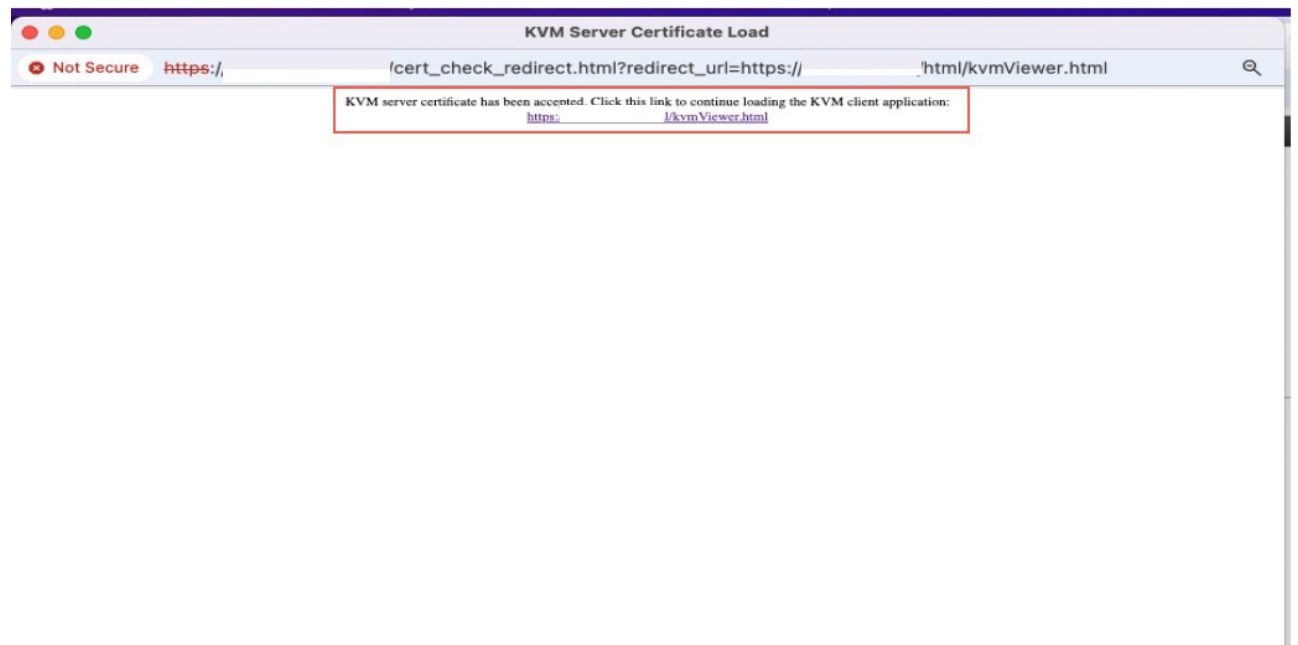 KVM Server Certificate Load
Not Secure https:// /cert_check_redirect.html?redirect_url=https:// /html/kvmViewer.html
KVM server certificate has been accepted. Click this link to continue loading the KVM client application:
https: l/kvmViewer.html